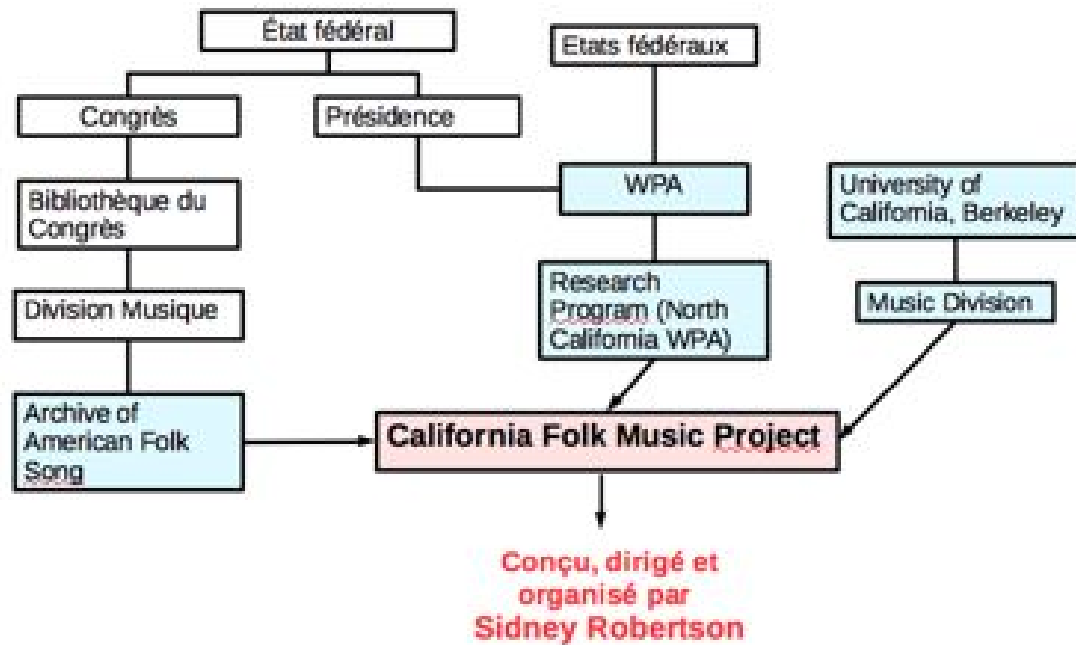 État fédéral
Etats fédéraux
Congrès
Présidence
Bibliothèque du
Congrès
WPA
University of
California, Berkeley
Division Musique
Research
Program (North
California WPA)
Music Division
Archive of
American Folk
Song
California Folk Music Project
Conçu, dirigé et
organisé par
Sidney Robertson